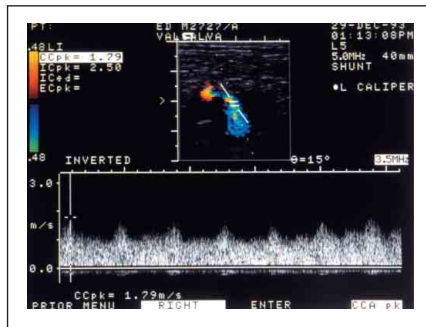 PT: ED M2727/A 29-DEC-93
VALSALVA 01:13:08PM
.48LI L5
CCpk= 1.79 5.0MHz 40mm
ICpk= 2.50 SHUNT
ICed=
ECpk= •L CALIPER
.48
INVERTED θ=15° 3.5MHz
3.0
m/s
0.0
CCpk= 1.79m/s
PRIOR MENU RIGHT ENTER CCA pk